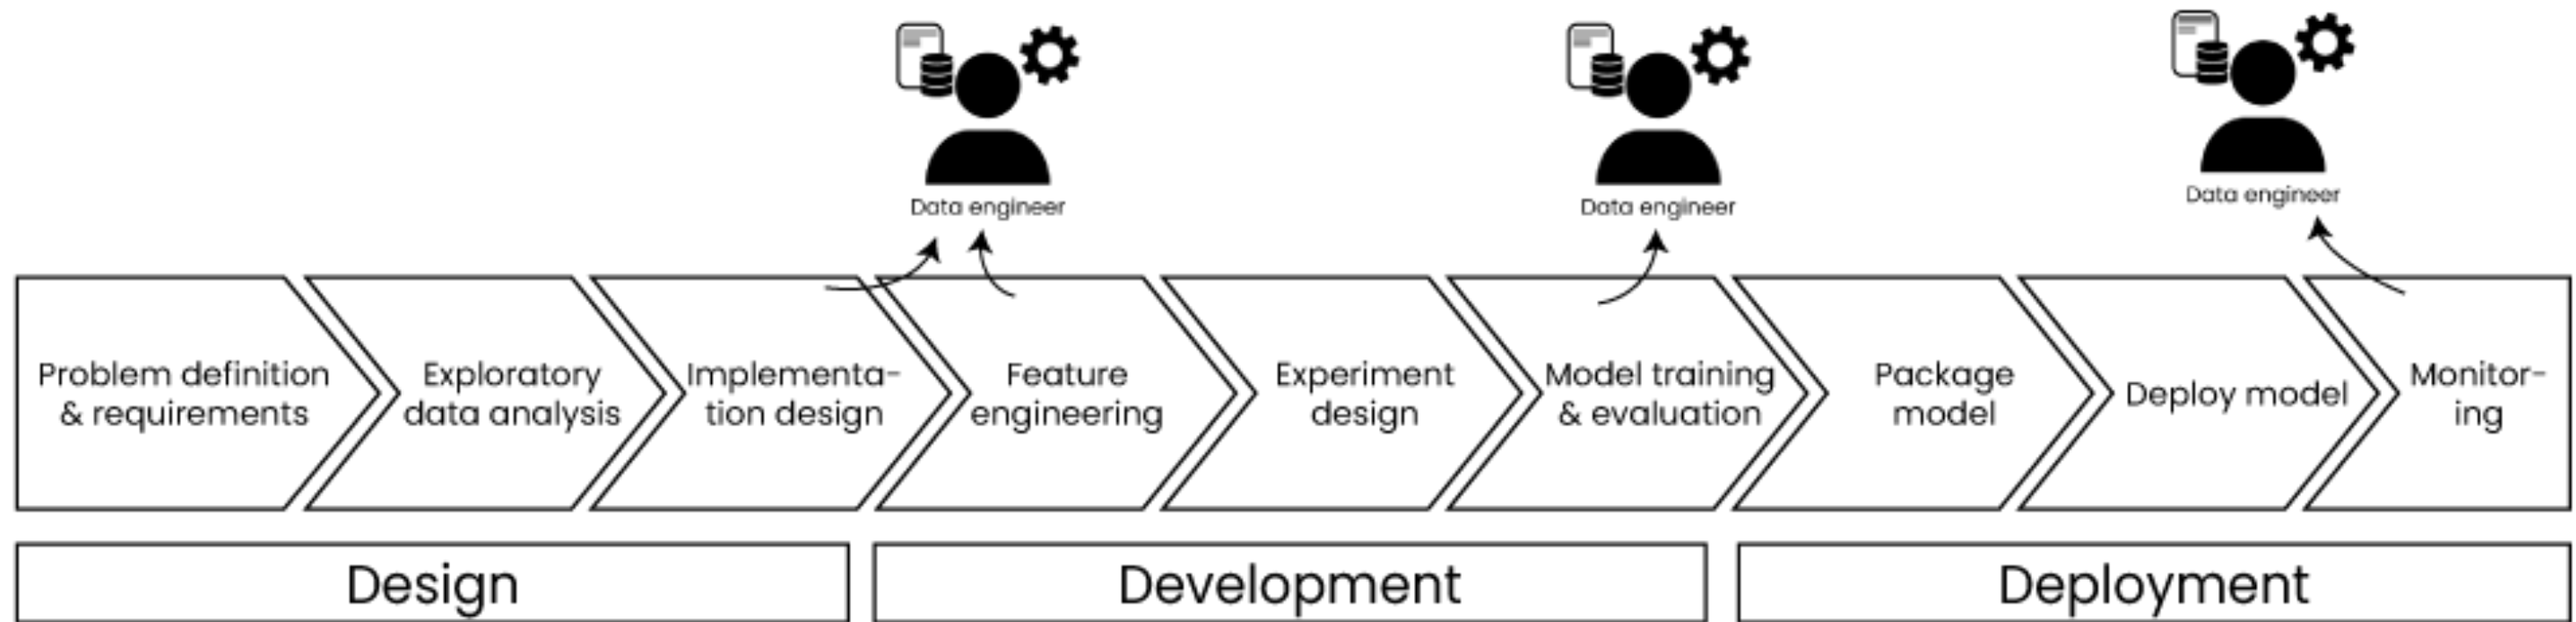 Data engineer
Data engineer
Data engineer
Problem definition
& requirements
Exploratory
data analysis
Implementa-
tion design
Feature
engineering
Experiment
design
Model training
& evaluation
Package
model
Deploy model
Monitor-
ing
Design
Development
Deployment